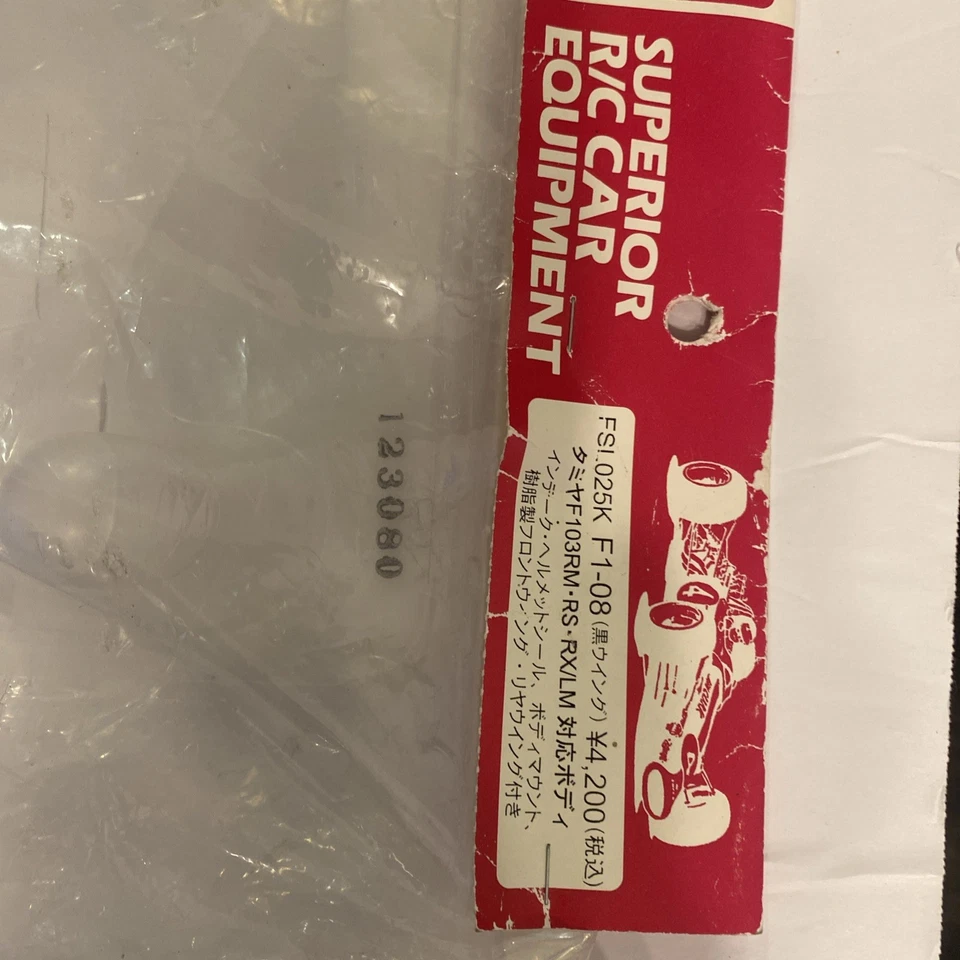 SUPERIOR
R/C CAR
EQUIPMENT
FSL025K F1-08(黒ウイング) ¥4,200(税込)
タミヤF103RM・RS・RX/LM 対応ボディ
インテーク・ヘルメットシール、ボディマウント、
樹脂製フロントウイング・リヤウイング付き
123080